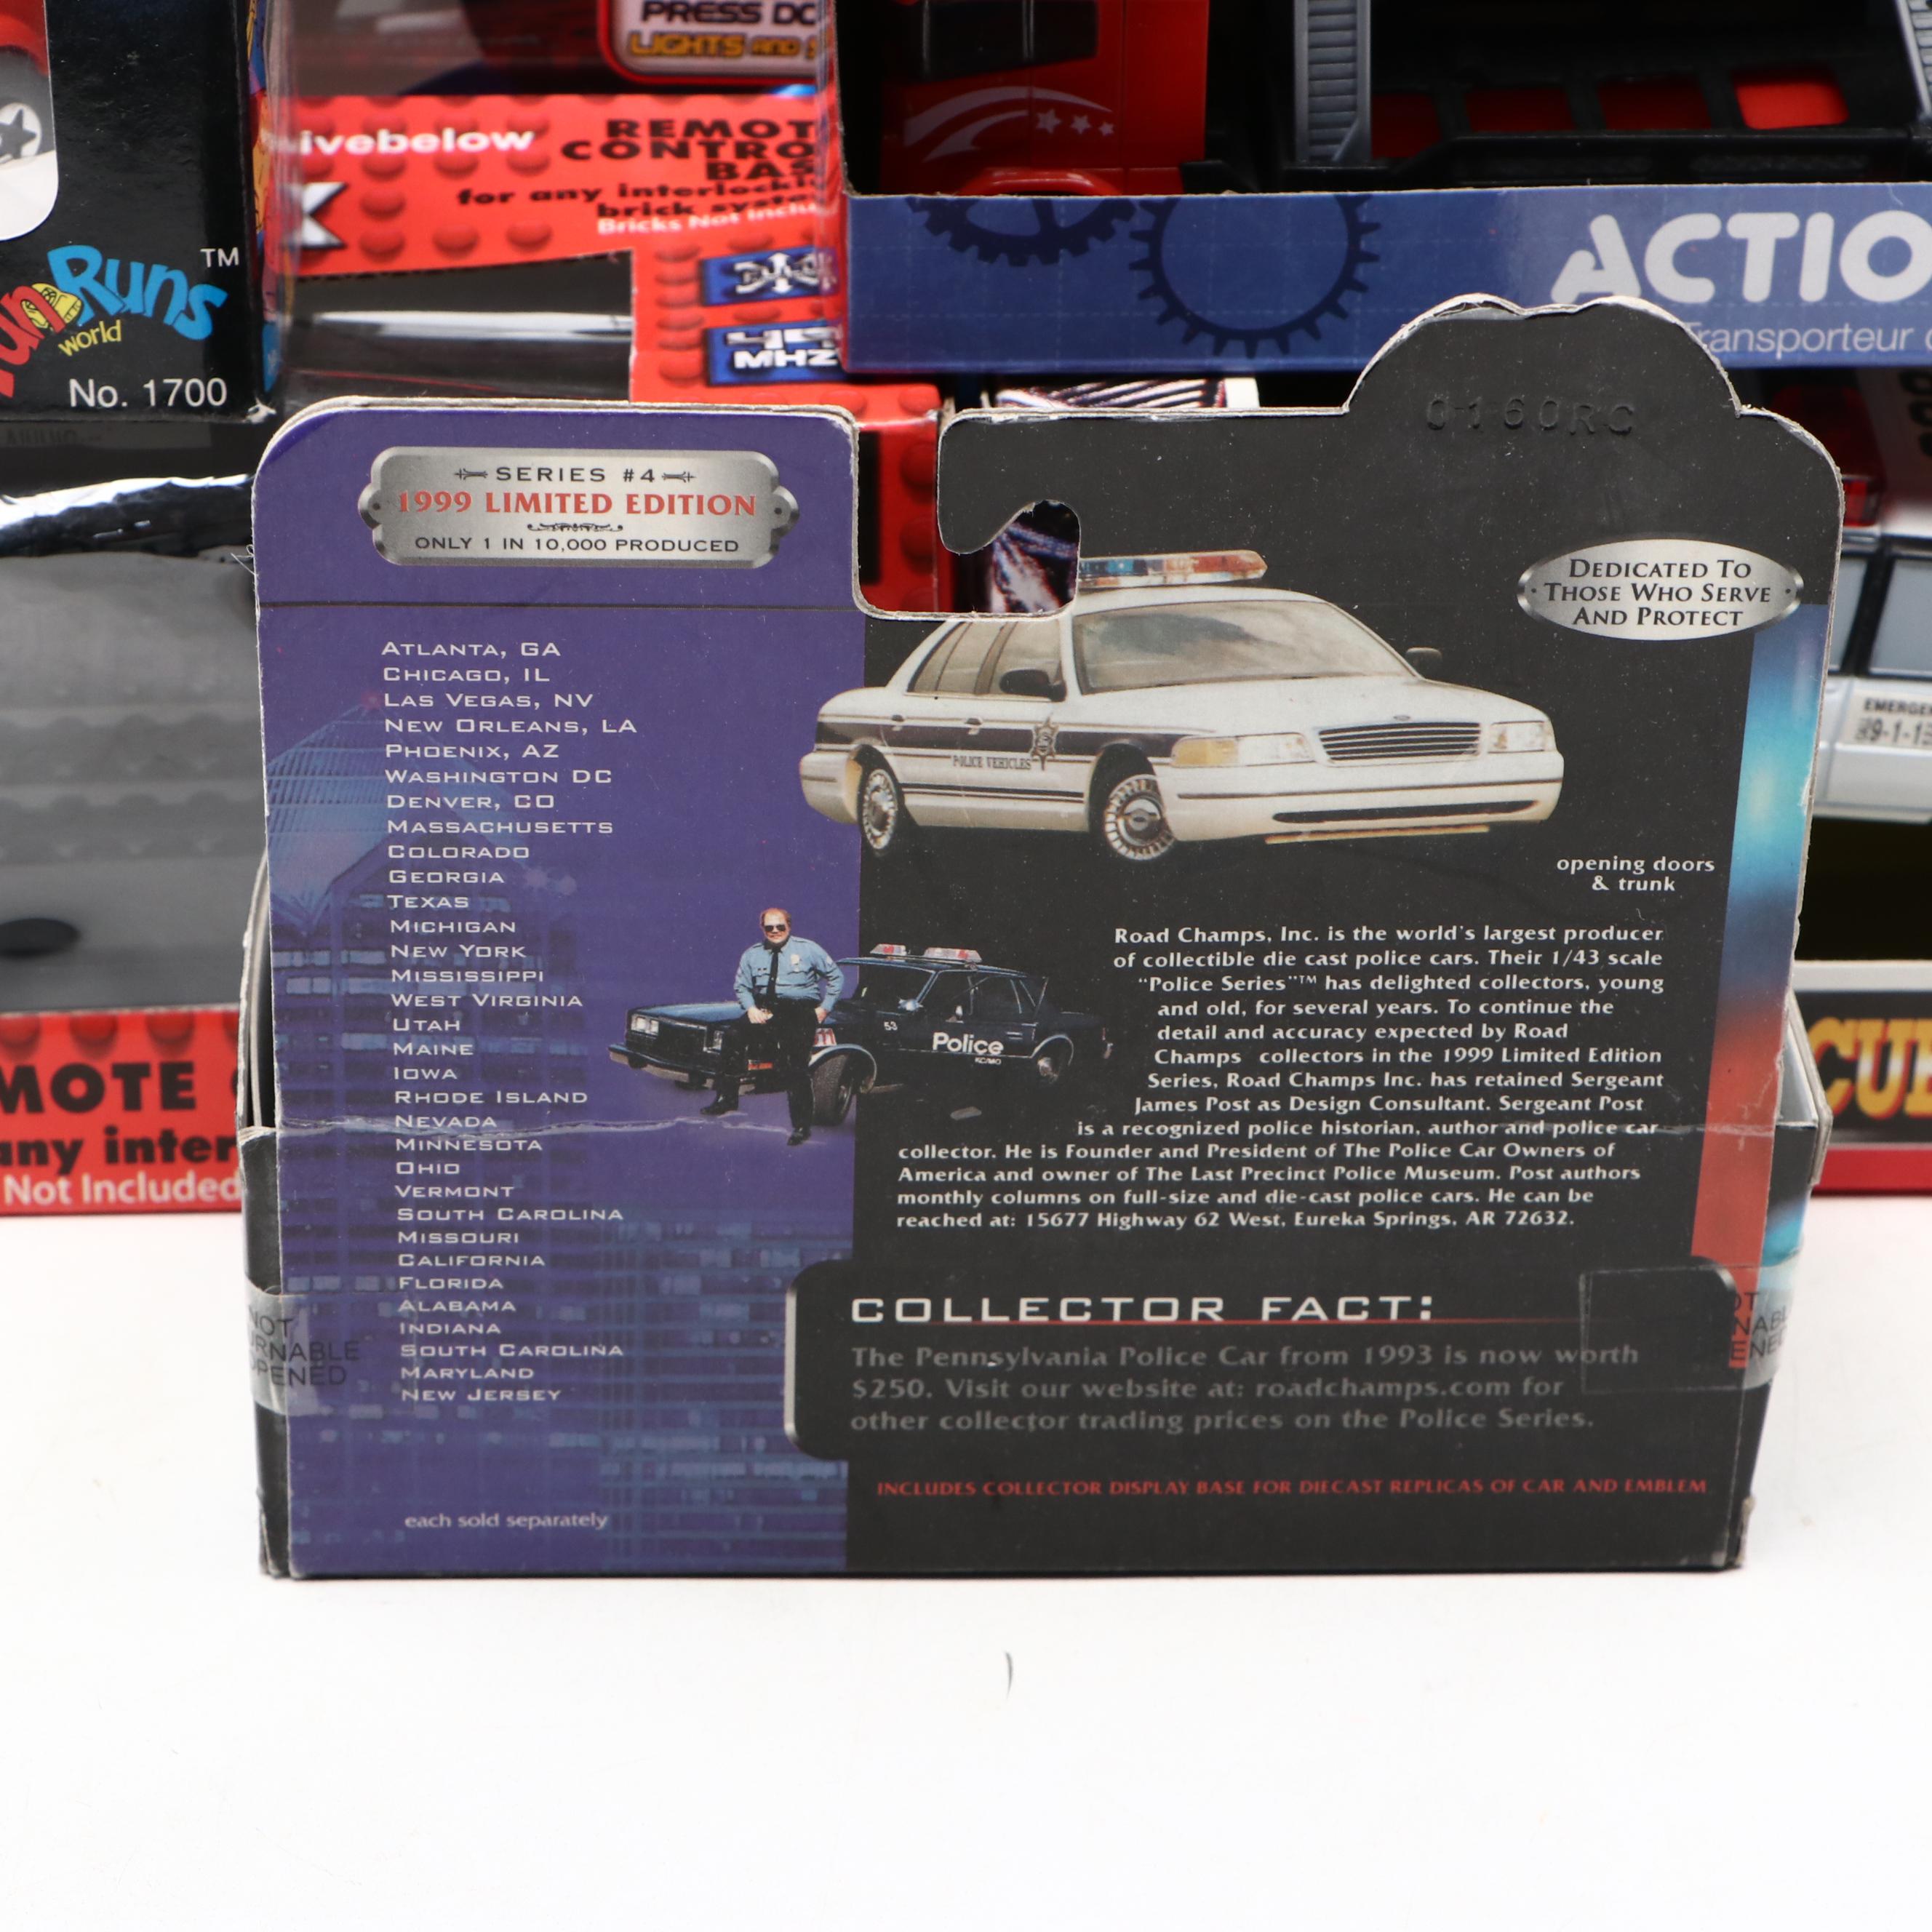 PRESS DO
LIGHTS AND
ivebelow
REMOT
CONTRO
BAS
for any interlocki
brick syste
Bricks Not Inclu
45
MHZ
Runs
TM
world
No. 1700
ACTIO
Transporteur
0160RC
SERIES #4
1999 LIMITED EDITION
ONLY 1 IN 10,000 PRODUCED
DEDICATED TO
THOSE WHO SERVE
AND PROTECT
ATLANTA, GA
CHICAGO, IL
LAS VEGAS, NV
NEW ORLEANS, LA
PHOENIX, AZ
WASHINGTON DC
DENVER, CO
MASSACHUSETTS
COLORADO
GEORGIA
TEXAS
MICHIGAN
NEW YORK
MISSISSIPPI
WEST VIRGINIA
UTAH
MAINE
IOWA
RHODE ISLAND
NEVADA
MINNESOTA
OHIO
VERMONT
SOUTH CAROLINA
MISSOURI
CALIFORNIA
FLORIDA
ALABAMA
INDIANA
SOUTH CAROLINA
MARYLAND
NEW JERSEY
each sold separately
POLICE VEHICLES
opening doors
& trunk
53
Police
Road Champs, Inc. is the world's largest producer
of collectible die cast police cars. Their 1/43 scale
"Police Series"™ has delighted collectors, young
and old, for several years. To continue the
detail and accuracy expected by Road
Champs collectors in the 1999 Limited Edition
Series, Road Champs Inc. has retained Sergeant
James Post as Design Consultant. Sergeant Post
is a recognized police historian, author and police car
collector. He is Founder and President of The Police Car Owners of
America and owner of The Last Precinct Police Museum. Post authors
monthly columns on full-size and die-cast police cars. He can be
reached at: 15677 Highway 62 West, Eureka Springs, AR 72632.
COLLECTOR FACT:
The Pennsylvania Police Car from 1993 is now worth
$250. Visit our website at: roadchamps.com for
other collector trading prices on the Police Series.
INCLUDES COLLECTOR DISPLAY BASE FOR DIECAST REPLICAS OF CAR AND EMBLEM
NOT
RNABLE
OPENED
EMERGEN
9-1-1
MOTE
any inter
Not Included
CUE